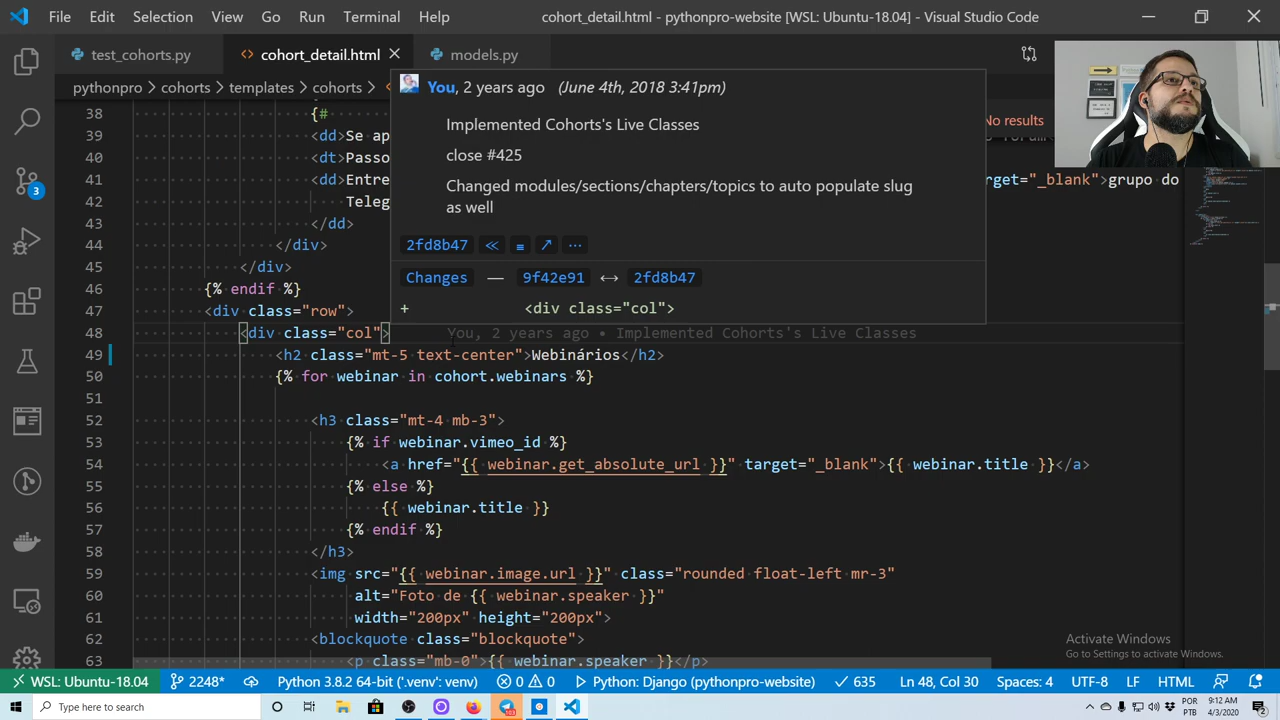 File Edit Selection View Go Run Terminal Help cohort_detail.html - pythonpro-website [WSL: Ubuntu-18.04] - Visual Studio Code
test_cohorts.py <> cohort_detail.html models.py
pythonpro > cohorts > templates > cohorts >
You, 2 years ago (June 4th, 2018 3:41pm)
Implemented Cohorts's Live Classes
close #425
Changed modules/sections/chapters/topics to auto populate slug
as well
2fd8b47
Changes — 9f42e91 ↔ 2fd8b47
+ <div class="col">
No results
38 {#
39 <dd>Se ap
40 <dt>Passo
41 <dd>Entre target="_blank">grupo do
42 Teleg
43 </dd>
44 </div>
45 </div>
46 {% endif %}
47 <div class="row">
48 <div class="col"> You, 2 years ago • Implemented Cohorts's Live Classes
49 <h2 class="mt-5 text-center">Webinários</h2>
50 {% for webinar in cohort.webinars %}
51
52 <h3 class="mt-4 mb-3">
53 {% if webinar.vimeo_id %}
54 <a href="{{ webinar.get_absolute_url }}" target="_blank">{{ webinar.title }}</a>
55 {% else %}
56 {{ webinar.title }}
57 {% endif %}
58 </h3>
59 <img src="{{ webinar.image.url }}" class="rounded float-left mr-3"
60 alt="Foto de {{ webinar.speaker }}"
61 width="200px" height="200px">
62 <blockquote class="blockquote">
63 <p class="mb-0">{{ webinar.speaker }}</p>
3
Activate Windows
Go to Settings to activate Windows.
WSL: Ubuntu-18.04 2248* Python 3.8.2 64-bit ('.venv': venv) 0 0 Python: Django (pythonpro-website) 635 Ln 48, Col 30 Spaces: 4 UTF-8 LF HTML
Type here to search
POR
PTB
9:12 AM
4/3/2020
2